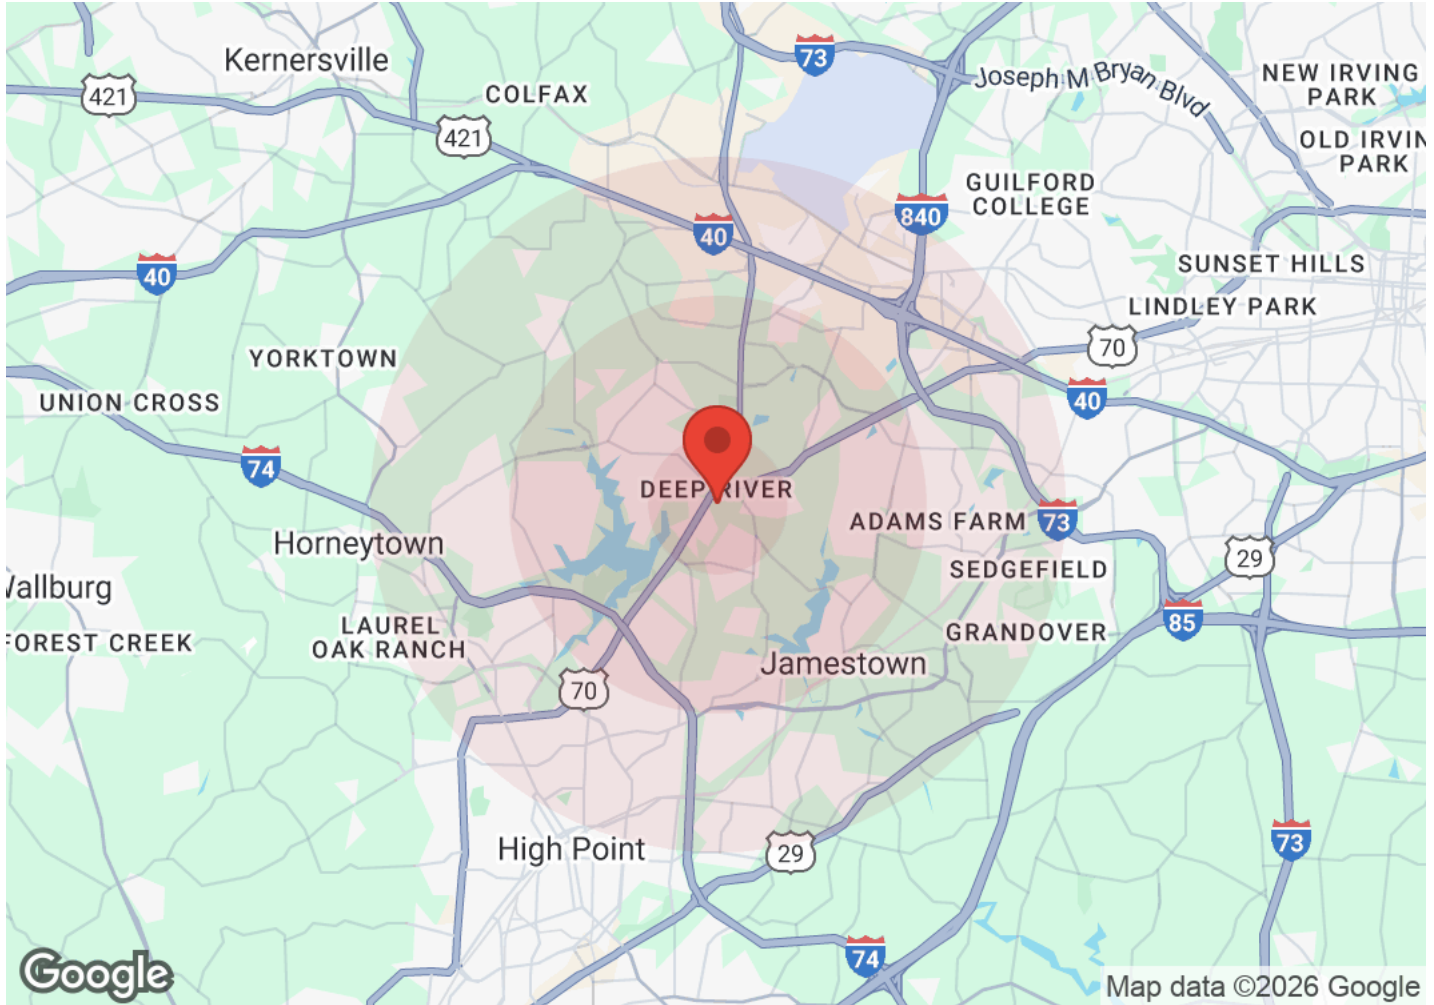 73
Kernersville
Joseph M Bryan Blvd
NEW IRVING
PARK
421
COLFAX
421
OLD IRVIN
PARK
GUILFORD
COLLEGE
840
40
SUNSET HILLS
40
LINDLEY PARK
70
YORKTOWN
UNION CROSS
40
74
DEEP RIVER
ADAMS FARM
73
Horneytown
29
SEDGEFIELD
Wallburg
85
FOREST CREEK
LAUREL
OAK RANCH
GRANDOVER
Jamestown
70
High Point
29
73
74
Google
Map data ©2026 Google